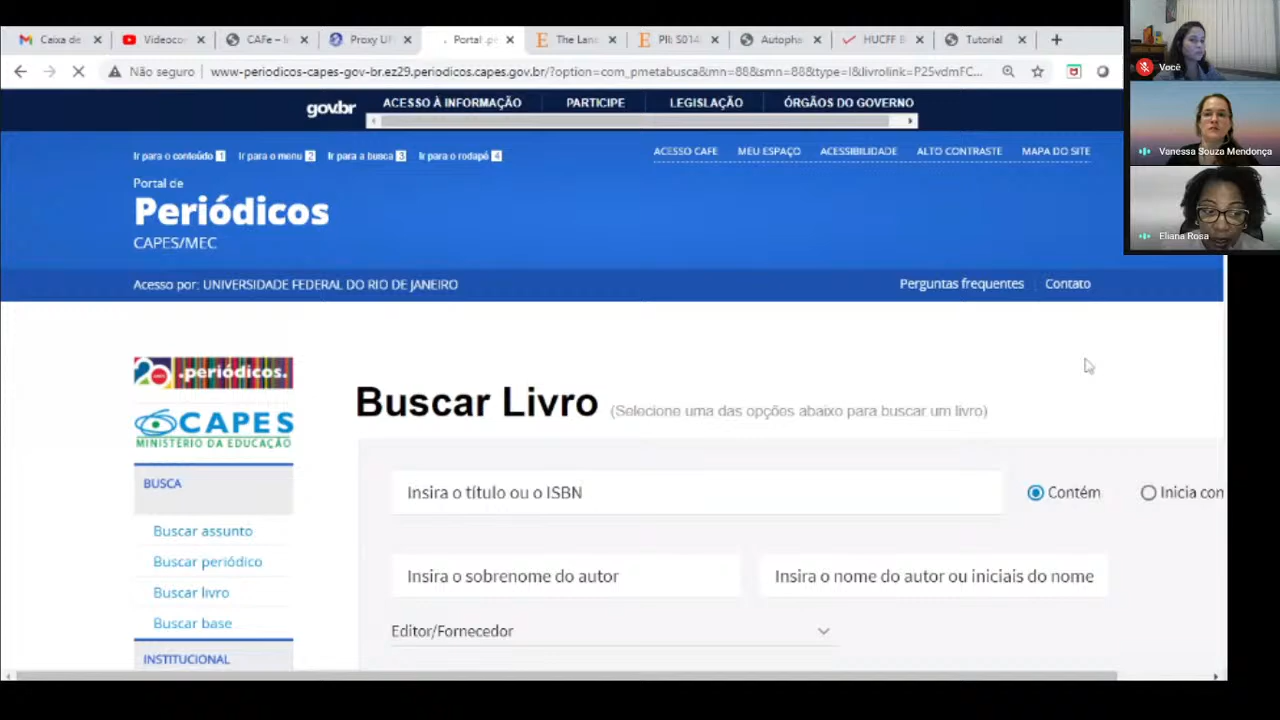 Caixa de
Videocor
CAFe – I
Proxy U
Portal .pe
The Lan
PII: S014
Autopha
HUCFF B
Tutorial
Não seguro
www-periodicos-capes-gov-br.ez29.periodicos.capes.gov.br/?option=com_pmetabusca&mn=88&smn=88&type=l&livrolink=P25vdmFC...
Você
Vanessa Souza Mendonça
Eliana Rosa
gov.br
ACESSO À INFORMAÇÃO
PARTICIPE
LEGISLAÇÃO
ÓRGÃOS DO GOVERNO
Ir para o conteúdo 1
Ir para o menu 2
Ir para a busca 3
Ir para o rodapé 4
ACESSO CAFE
MEU ESPAÇO
ACESSIBILIDADE
ALTO CONTRASTE
MAPA DO SITE
Portal de
Periódicos
CAPES/MEC
Acesso por: UNIVERSIDADE FEDERAL DO RIO DE JANEIRO
Perguntas frequentes
Contato
20 .periódicos.
CAPES
MINISTÉRIO DA EDUCAÇÃO
BUSCA
Buscar assunto
Buscar periódico
Buscar livro
Buscar base
INSTITUCIONAL
Buscar Livro (Selecione uma das opções abaixo para buscar um livro)
Insira o título ou o ISBN
Contém
Inicia con
Insira o sobrenome do autor
Insira o nome do autor ou iniciais do nome
Editor/Fornecedor